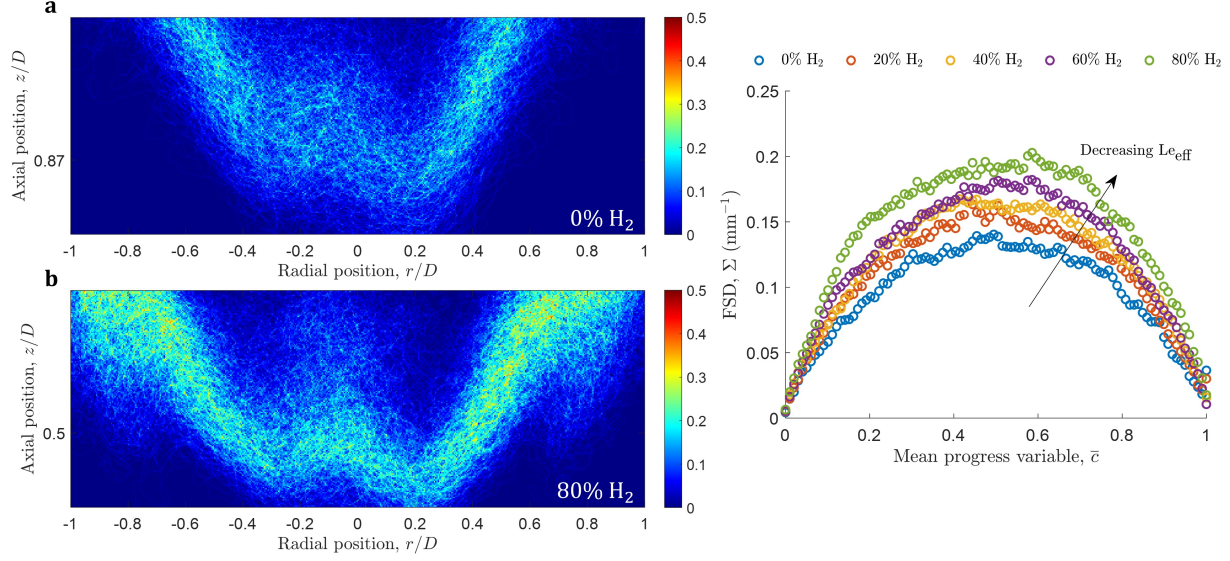 a
Axial position, z/D
0.87
0% H₂
-1 -0.8 -0.6 -0.4 -0.2 0 0.2 0.4 0.6 0.8 1
Radial position, r/D
0.5
0.4
0.3
0.2
0.1
0
b
Axial position, z/D
0.5
80% H₂
-1 -0.8 -0.6 -0.4 -0.2 0 0.2 0.4 0.6 0.8 1
Radial position, r/D
0.5
0.4
0.3
0.2
0.1
0
0% H₂ 20% H₂ 40% H₂ 60% H₂ 80% H₂
FSD, Σ (mm⁻¹)
0.25
0.2
0.15
0.1
0.05
0
Decreasing Le_eff
0 0.2 0.4 0.6 0.8 1
Mean progress variable, c̅